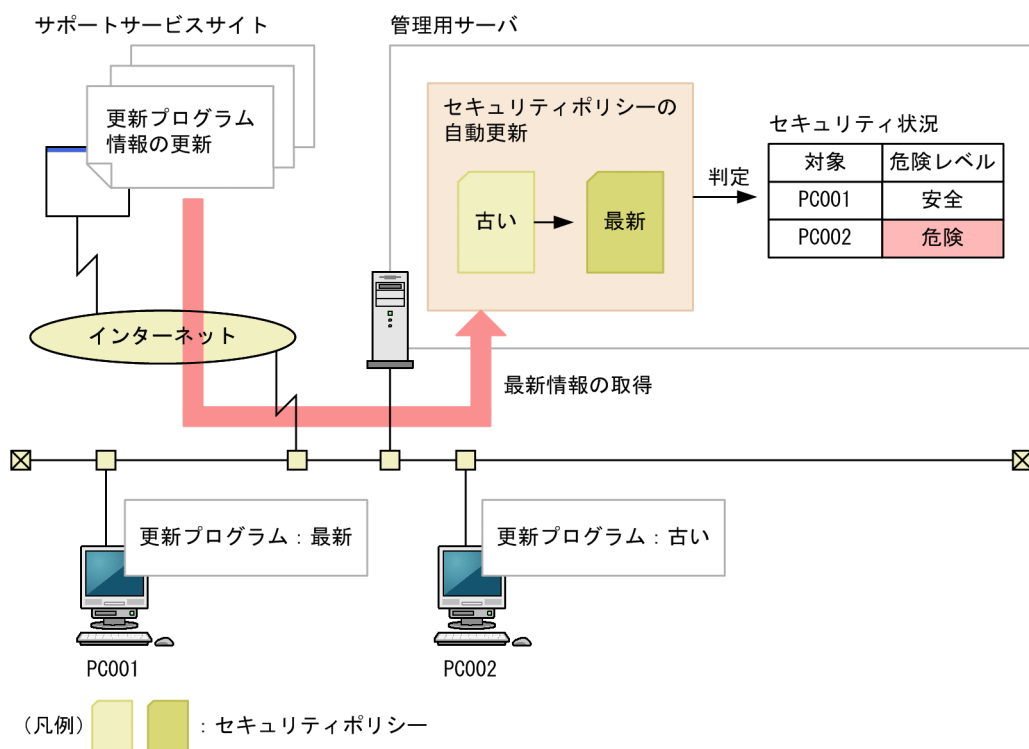 サポートサービスサイト
管理用サーバ
更新プログラム
情報の更新
セキュリティポリシーの
自動更新
古い
最新
判定
セキュリティ状況
対象 危険レベル
PC001 安全
PC002 危険
インターネット
最新情報の取得
更新プログラム：最新
更新プログラム：古い
PC001
PC002
（凡例） ：セキュリティポリシー